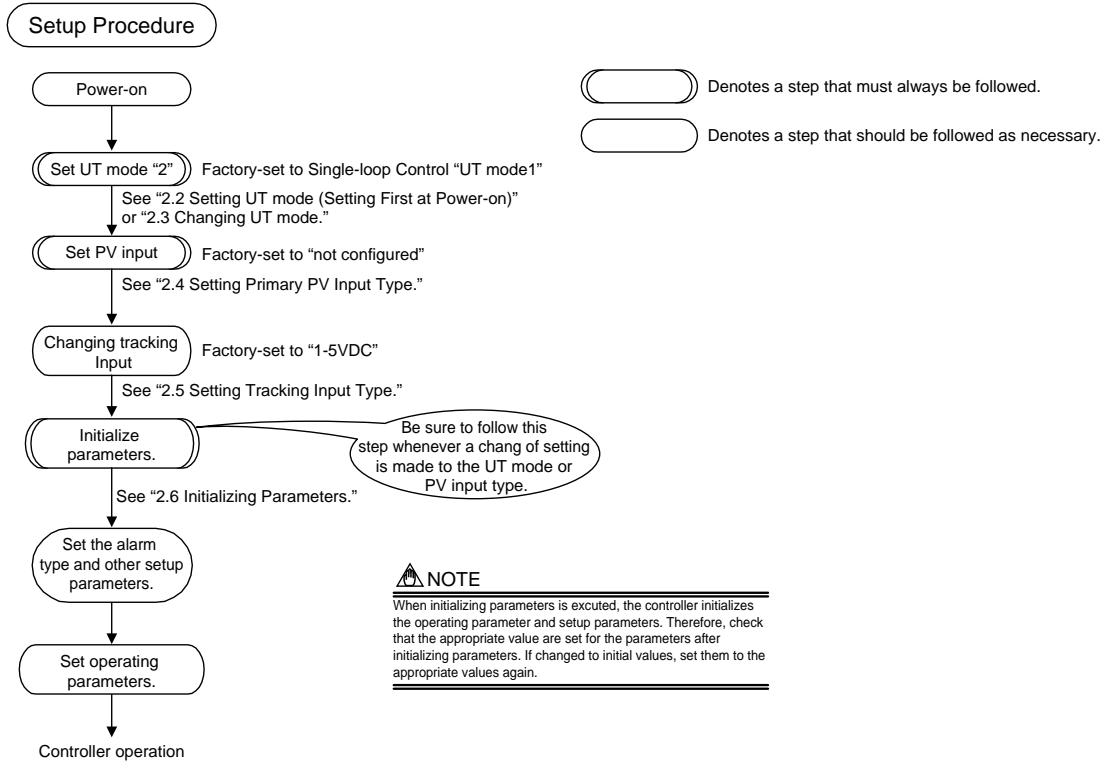 Setup Procedure
Power-on
Denotes a step that must always be followed.
Denotes a step that should be followed as necessary.
Set UT mode “2”
Factory-set to Single-loop Control “UT mode1”
See “2.2 Setting UT mode (Setting First at Power-on)”
or “2.3 Changing UT mode.”
Set PV input
Factory-set to “not configured”
See “2.4 Setting Primary PV Input Type.”
Changing tracking
Input
Factory-set to “1-5VDC”
See “2.5 Setting Tracking Input Type.”
Initialize
parameters.
Be sure to follow this
step whenever a chang of setting
is made to the UT mode or
PV input type.
See “2.6 Initializing Parameters.”
Set the alarm
type and other setup
parameters.
NOTE
When initializing parameters is excuted, the controller initializes
the operating parameter and setup parameters. Therefore, check
that the appropriate value are set for the parameters after
initializing parameters. If changed to initial values, set them to the
appropriate values again.
Set operating
parameters.
Controller operation